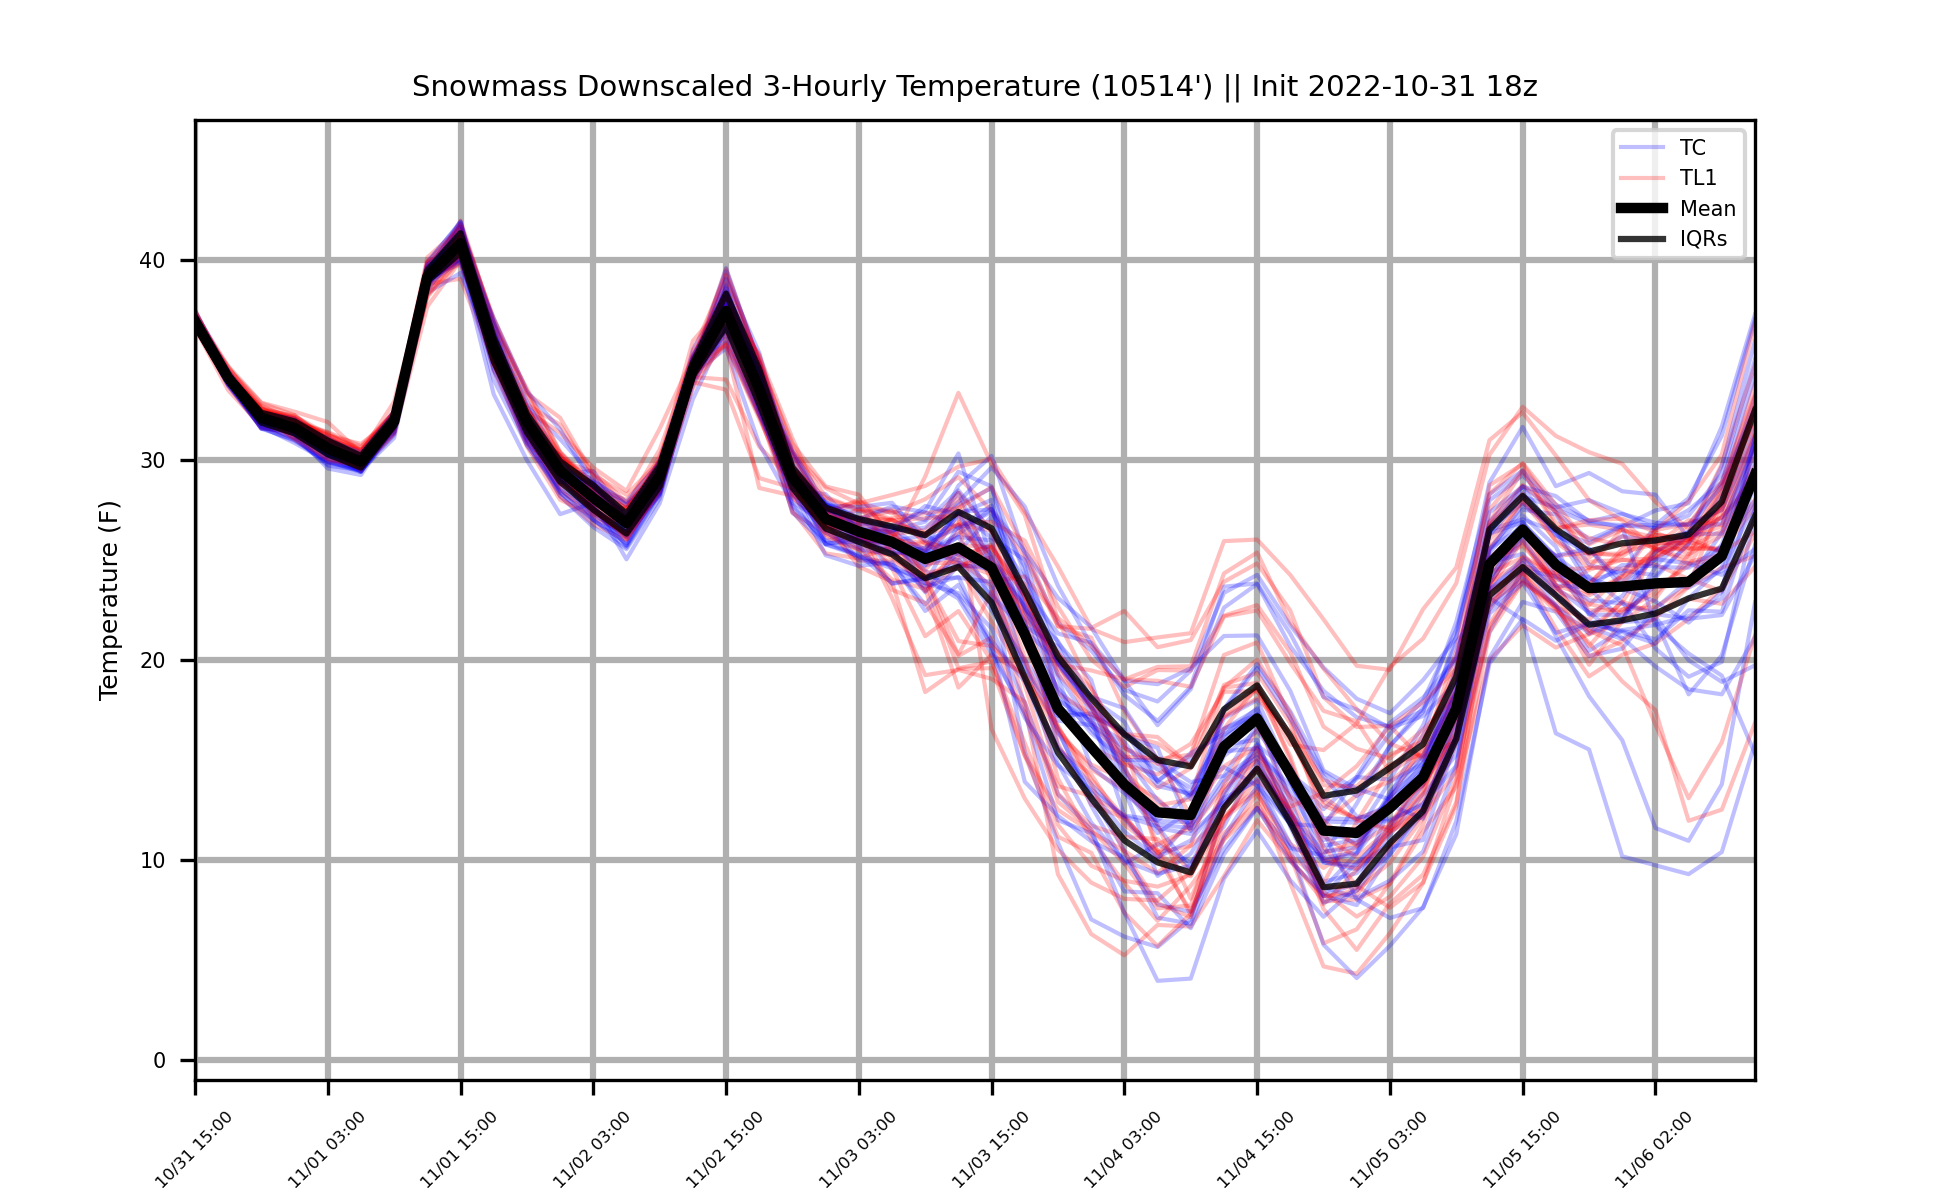 Snowmass Downscaled 3-Hourly Temperature (10514') || Init 2022-10-31 18z
TC
TL1
Mean
IQRs
Temperature (F)
40
30
20
10
0
10/31 15:00
11/01 03:00
11/01 15:00
11/02 03:00
11/02 15:00
11/03 03:00
11/03 15:00
11/04 03:00
11/04 15:00
11/05 03:00
11/05 15:00
11/06 02:00